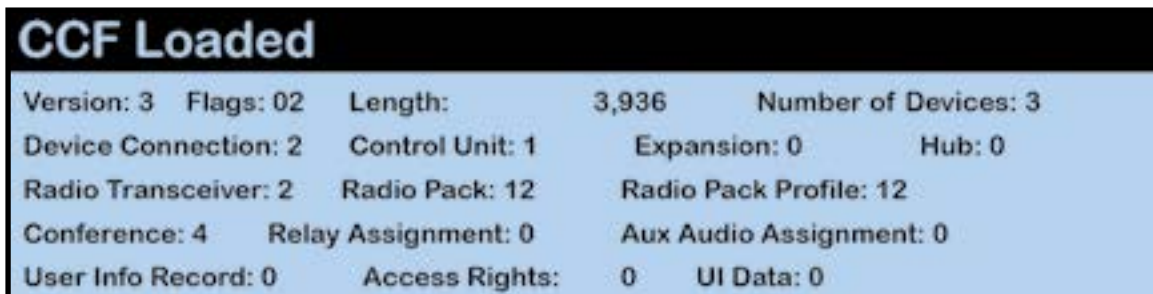 CCF Loaded
Version: 3 Flags: 02 Length: 3,936 Number of Devices: 3
Device Connection: 2 Control Unit: 1 Expansion: 0 Hub: 0
Radio Transceiver: 2 Radio Pack: 12 Radio Pack Profile: 12
Conference: 4 Relay Assignment: 0 Aux Audio Assignment: 0
User Info Record: 0 Access Rights: 0 UI Data: 0